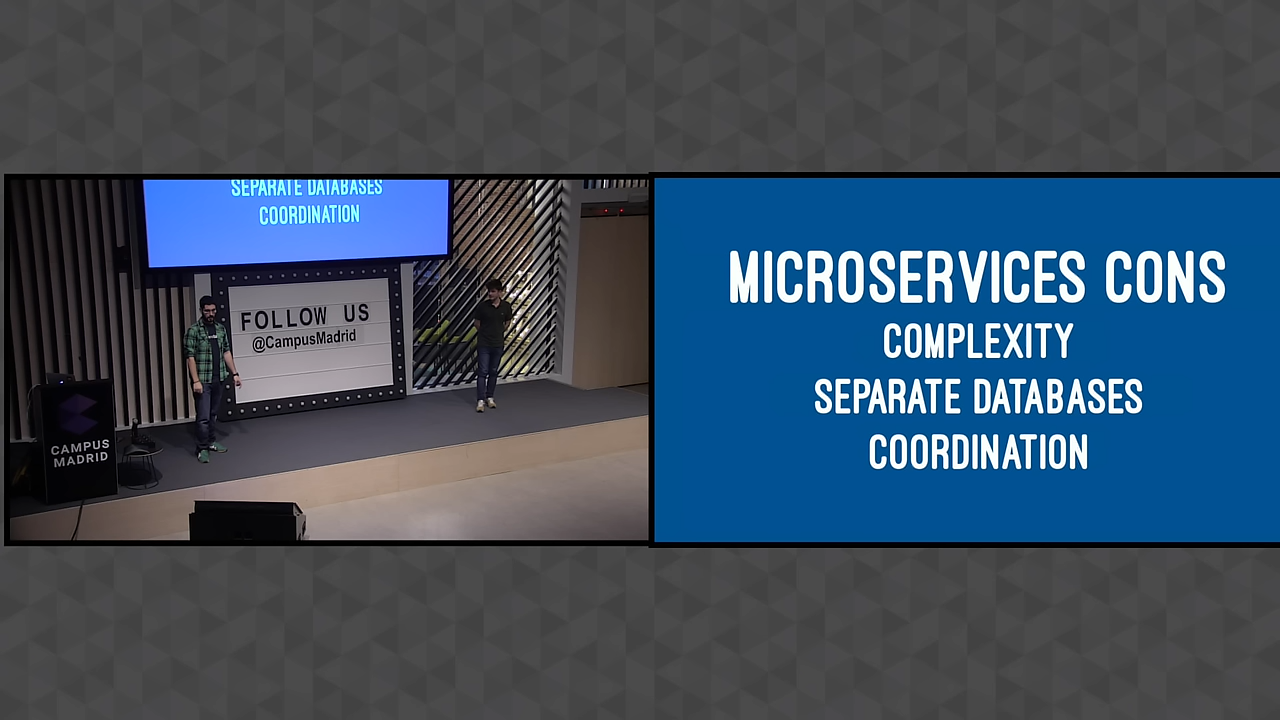 SEPARATE DATABASES
COORDINATION
FOLLOW US
@CampusMadrid
CAMPUS
MADRID
MICROSERVICES CONS
COMPLEXITY
SEPARATE DATABASES
COORDINATION